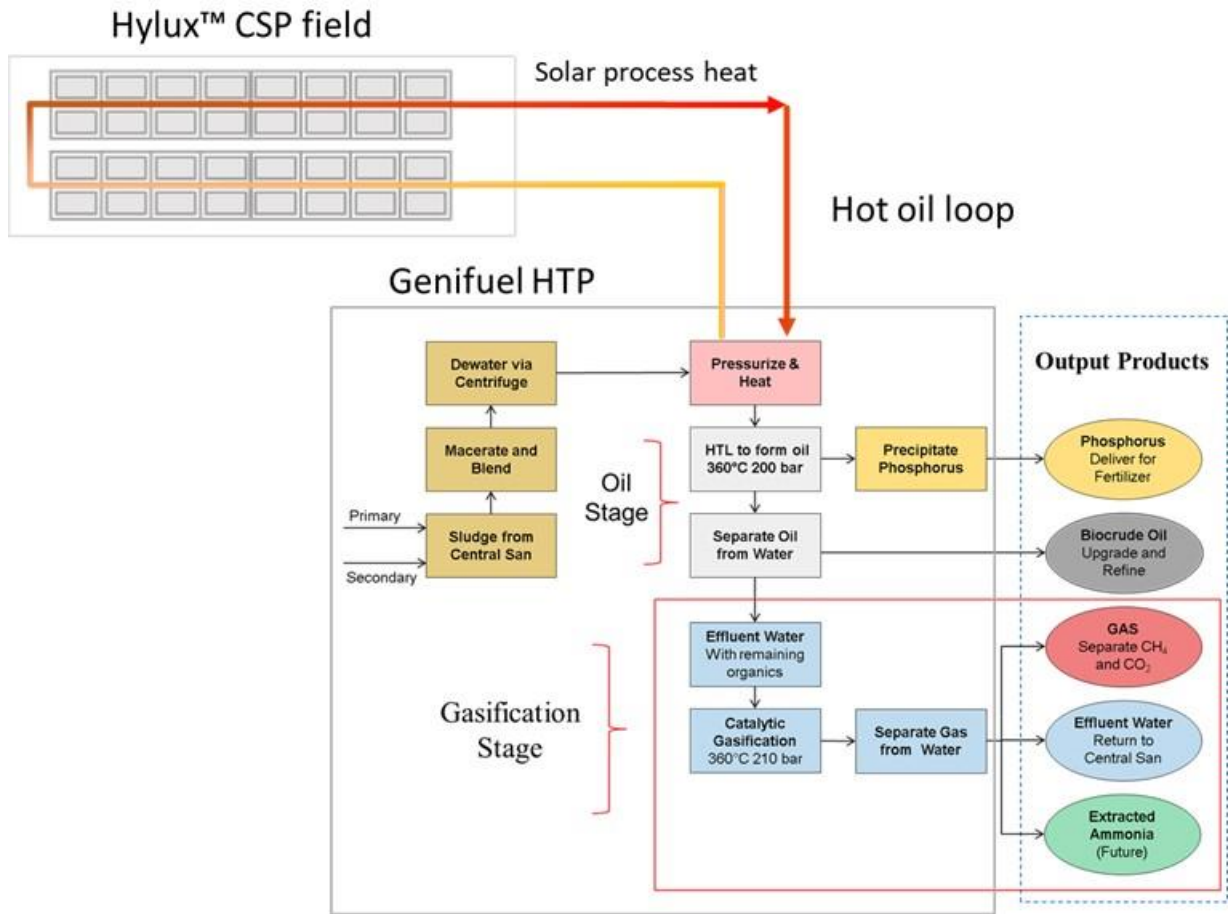 Hylux™ CSP field
Solar process heat
Hot oil loop
Genifuel HTP
Dewater via
Centrifuge
Macerate and
Blend
Primary
Secondary
Sludge from
Central San
Pressurize &
Heat
Oil
Stage
HTL to form oil
360°C 200 bar
Precipitate
Phosphorus
Separate Oil
from Water
Gasification
Stage
Effluent Water
With remaining
organics
Catalytic
Gasification
360°C 210 bar
Separate Gas
from Water
Output Products
Phosphorus
Deliver for
Fertilizer
Biocrude Oil
Upgrade and
Refine
GAS
Separate CH₄
and CO₂
Effluent Water
Return to
Central San
Extracted
Ammonia
(Future)